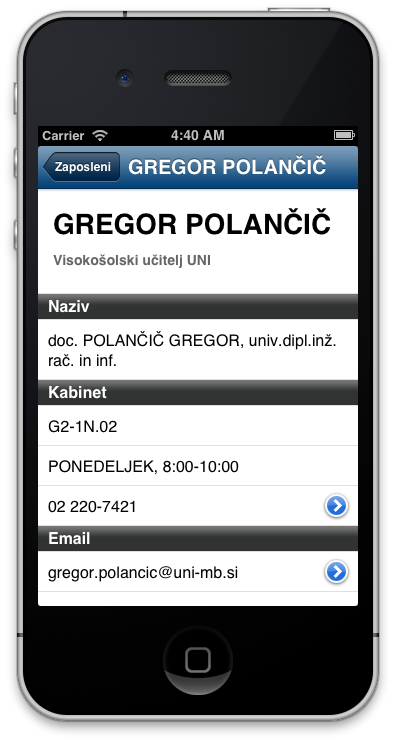 Carrier 4:40 AM
Zaposleni GREGOR POLANČIČ
GREGOR POLANČIČ
Visokošolski učitelj UNI
Naziv
doc. POLANČIČ GREGOR, univ.dipl.inž.
rač. in inf.
Kabinet
G2-1N.02
PONEDELJEK, 8:00-10:00
02 220-7421
Email
gregor.polancic@uni-mb.si